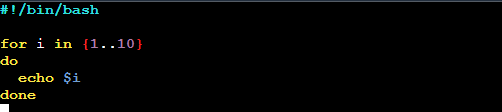 #!/bin/bash

for i in {1..10}
do
  echo $i
done